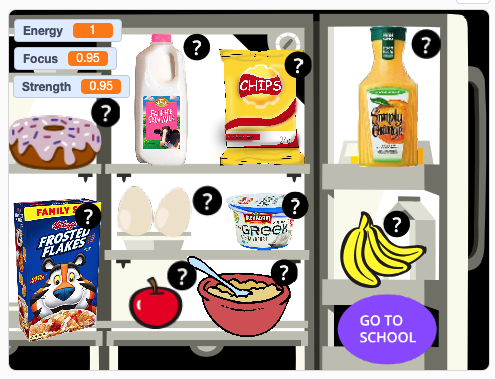 Energy 1
Focus 0.95
Strength 0.95
?
?
?
?
CHIPS
simply
Orange
?
?
?
FAMILY S
Kellogg's
FROSTED
FLAKES
GREEK
?
?
?
GO TO
SCHOOL